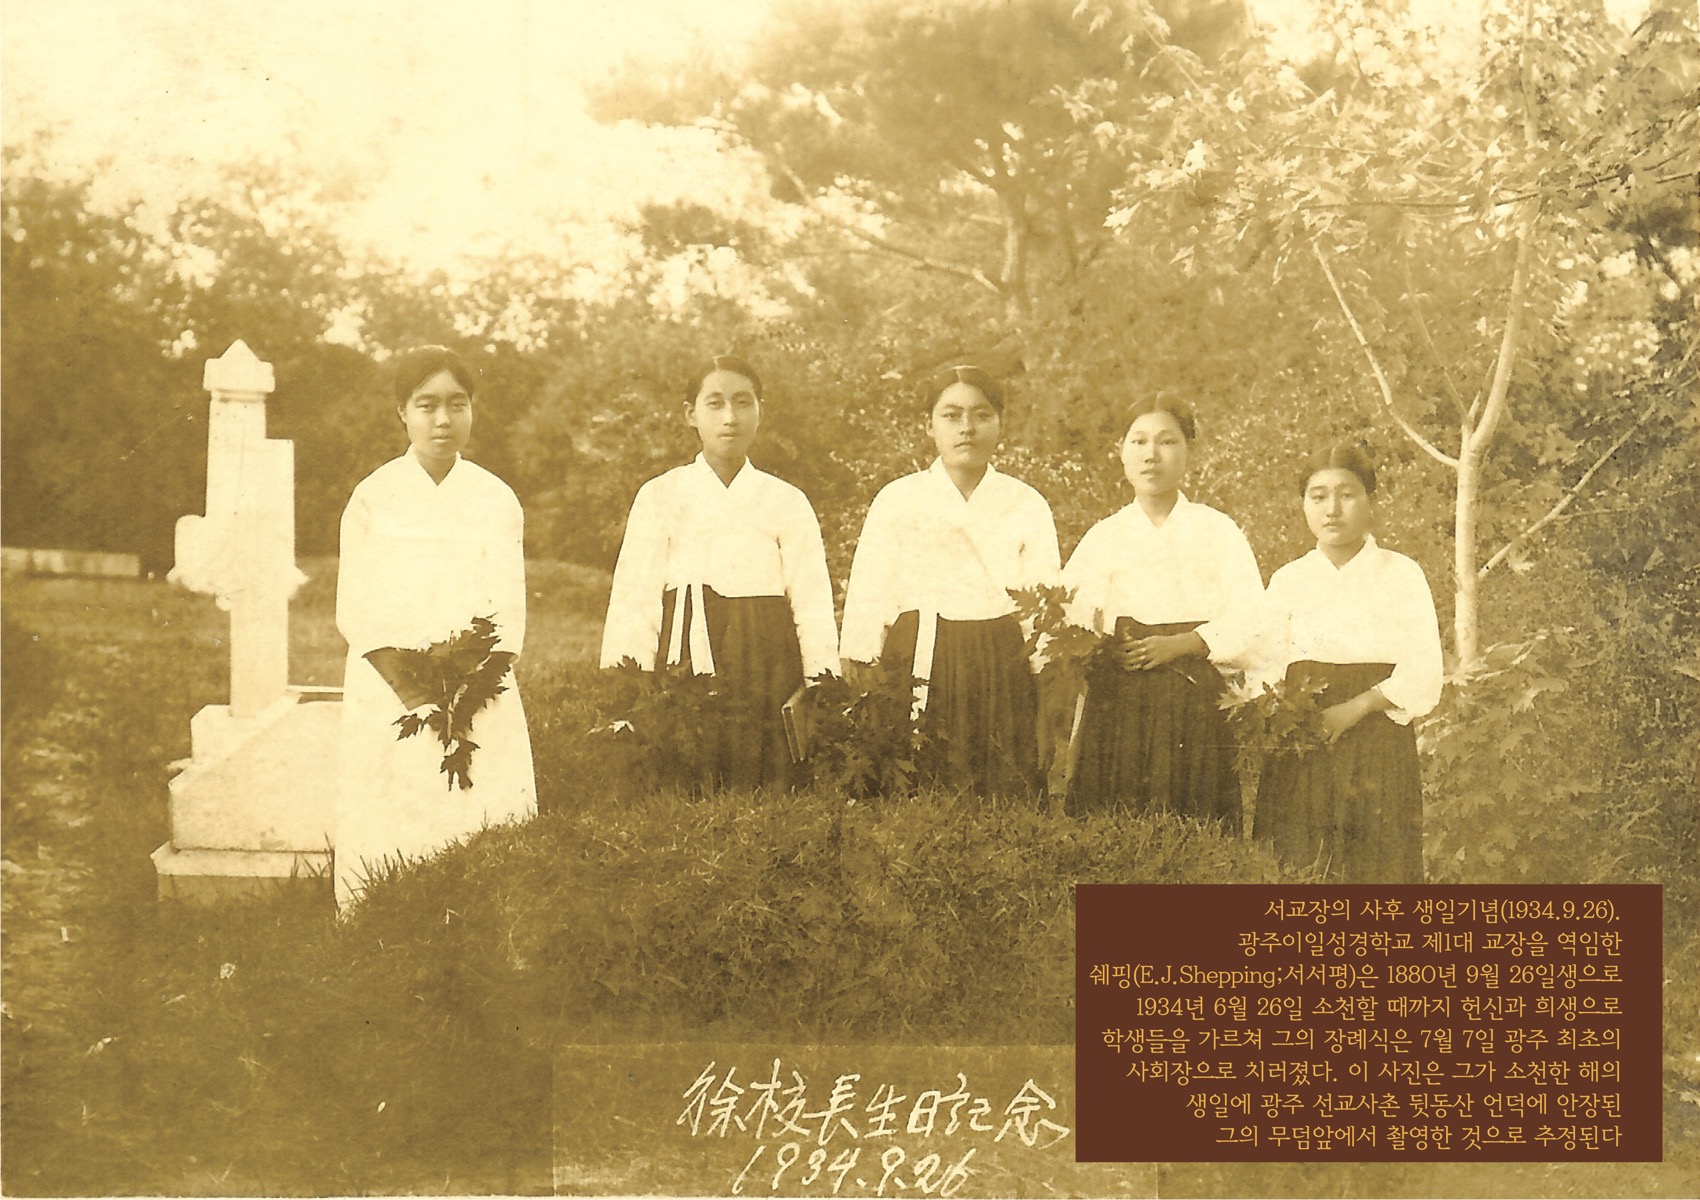 서교장의 사후 생일기념(1934.9.26).
광주이일성경학교 제1대 교장을 역임한
쉐핑(E.J.Shepping;서서평)은 1880년 9월 26일생으로
1934년 6월 26일 소천할 때까지 헌신과 희생으로
학생들을 가르쳐 그의 장례식은 7월 7일 광주 최초의
사회장으로 치러졌다. 이 사진은 그가 소천한 해의
생일에 광주 선교사촌 뒷동산 언덕에 안장된
그의 무덤앞에서 촬영한 것으로 추정된다
徐校長生日記念
1934.9.26